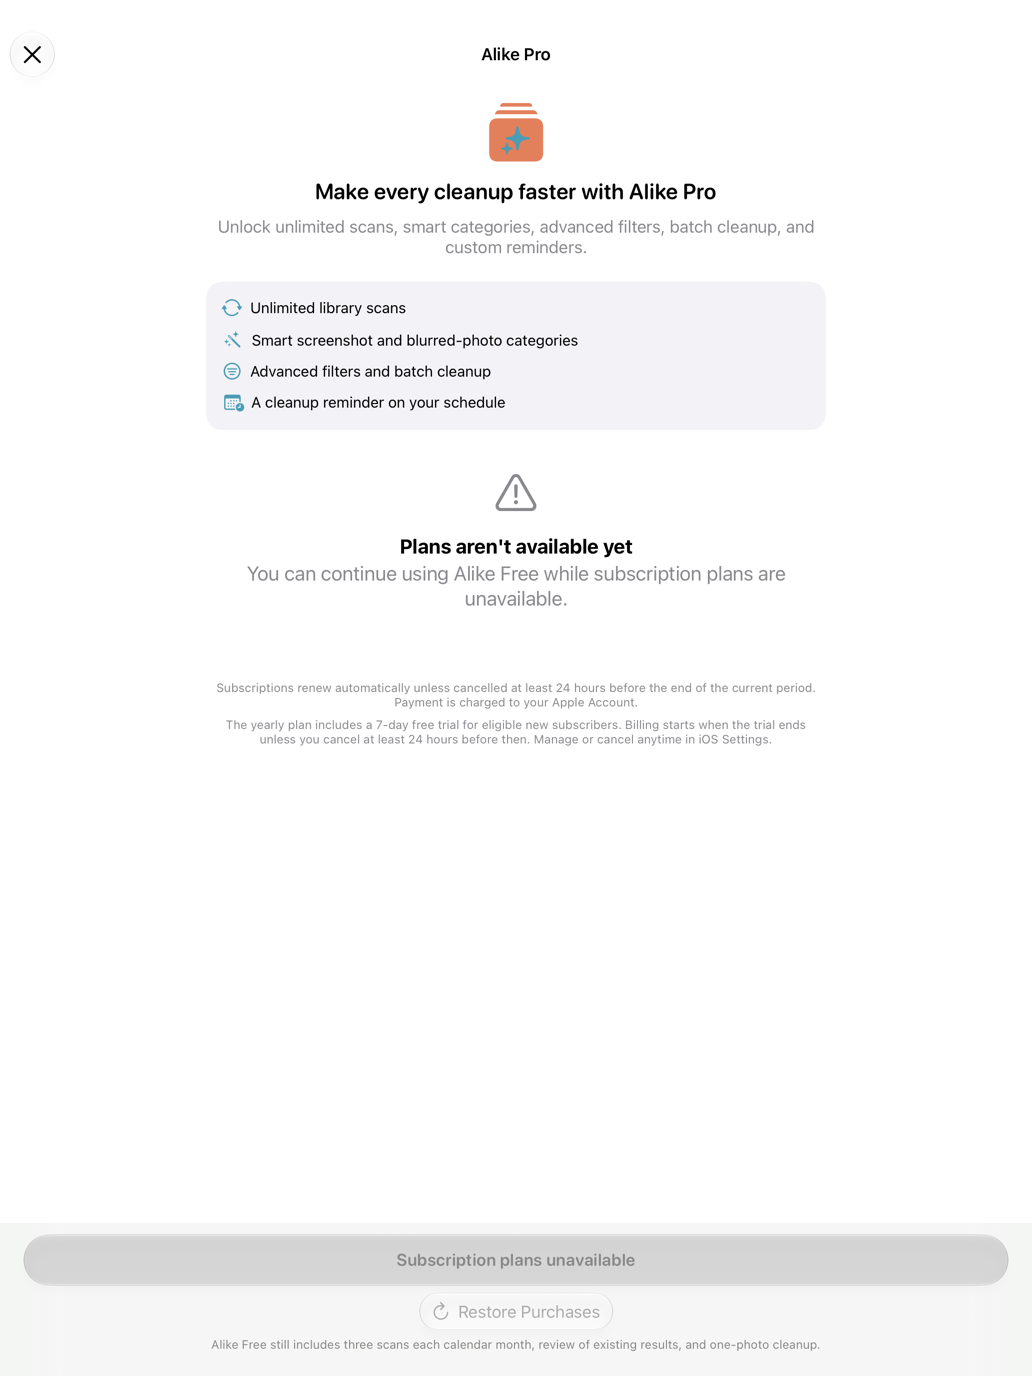 Alike Pro
Make every cleanup faster with Alike Pro
Unlock unlimited scans, smart categories, advanced filters, batch cleanup, and
custom reminders.
Unlimited library scans
Smart screenshot and blurred-photo categories
Advanced filters and batch cleanup
A cleanup reminder on your schedule
Plans aren't available yet
You can continue using Alike Free while subscription plans are
unavailable.
Subscriptions renew automatically unless cancelled at least 24 hours before the end of the current period.
Payment is charged to your Apple Account.
The yearly plan includes a 7-day free trial for eligible new subscribers. Billing starts when the trial ends
unless you cancel at least 24 hours before then. Manage or cancel anytime in iOS Settings.
Subscription plans unavailable
Restore Purchases
Alike Free still includes three scans each calendar month, review of existing results, and one-photo cleanup.